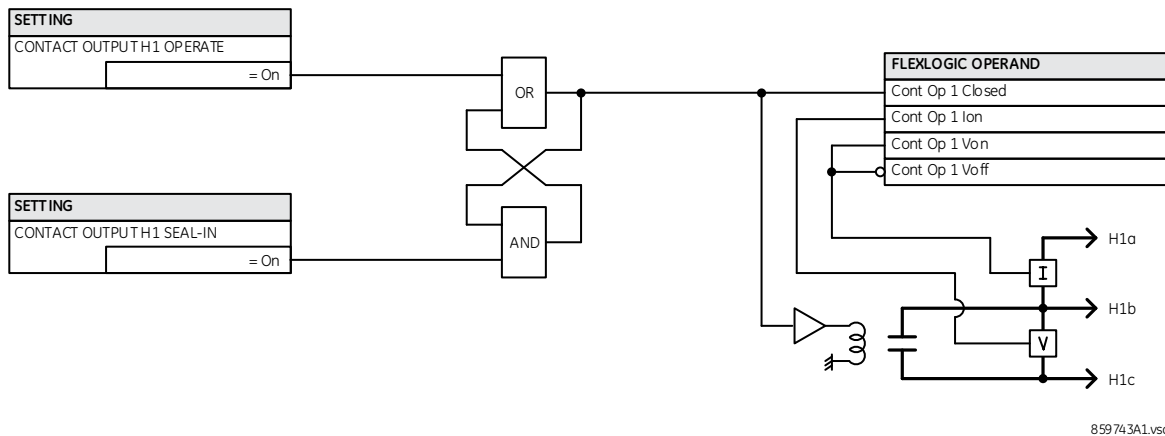 SETTING
CONTACT OUTPUT H1 OPERATE
= On
OR
SETTING
CONTACT OUTPUT H1 SEAL-IN
= On
AND
FLEXLOGIC OPERAND
Cont Op 1 Closed
Cont Op 1 Ion
Cont Op 1 Von
Cont Op 1 Voff
I
H1a
H1b
V
H1c
859743A1.vsd